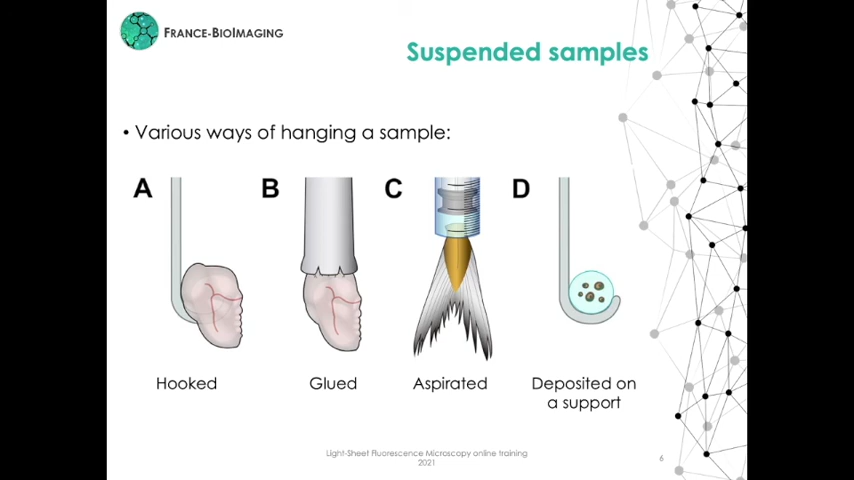 FRANCE-BIOIMAGING
Suspended samples
• Various ways of hanging a sample:
A B C D
Hooked Glued Aspirated Deposited on
a support
Light-Sheet Fluorescence Microscopy online training
2021
6